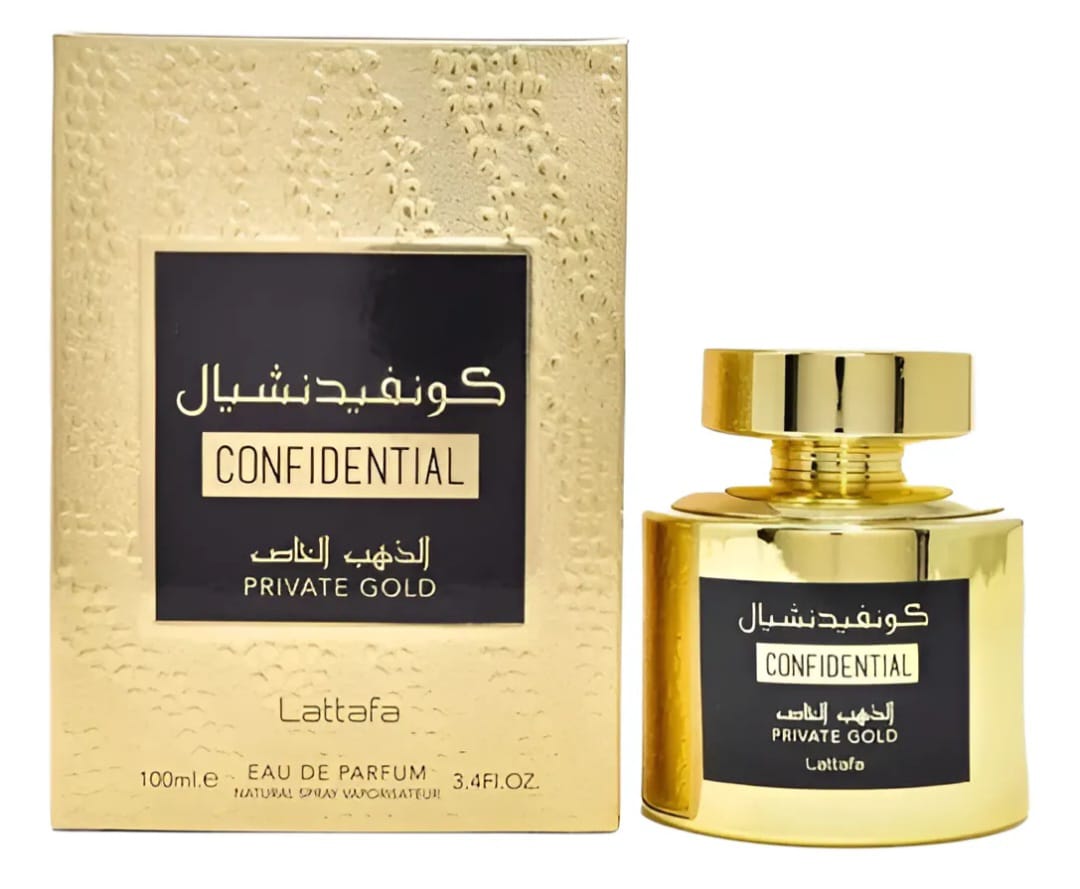 كونفيدنشيال
CONFIDENTIAL
الذهب الخاص
PRIVATE GOLD
Lattafa
100ml.e EAU DE PARFUM 3.4Fl.OZ.
NATURAL SPRAY VAPORISATEUR
كونفيدنشيال
CONFIDENTIAL
الذهب الخاص
PRIVATE GOLD
Lattafa